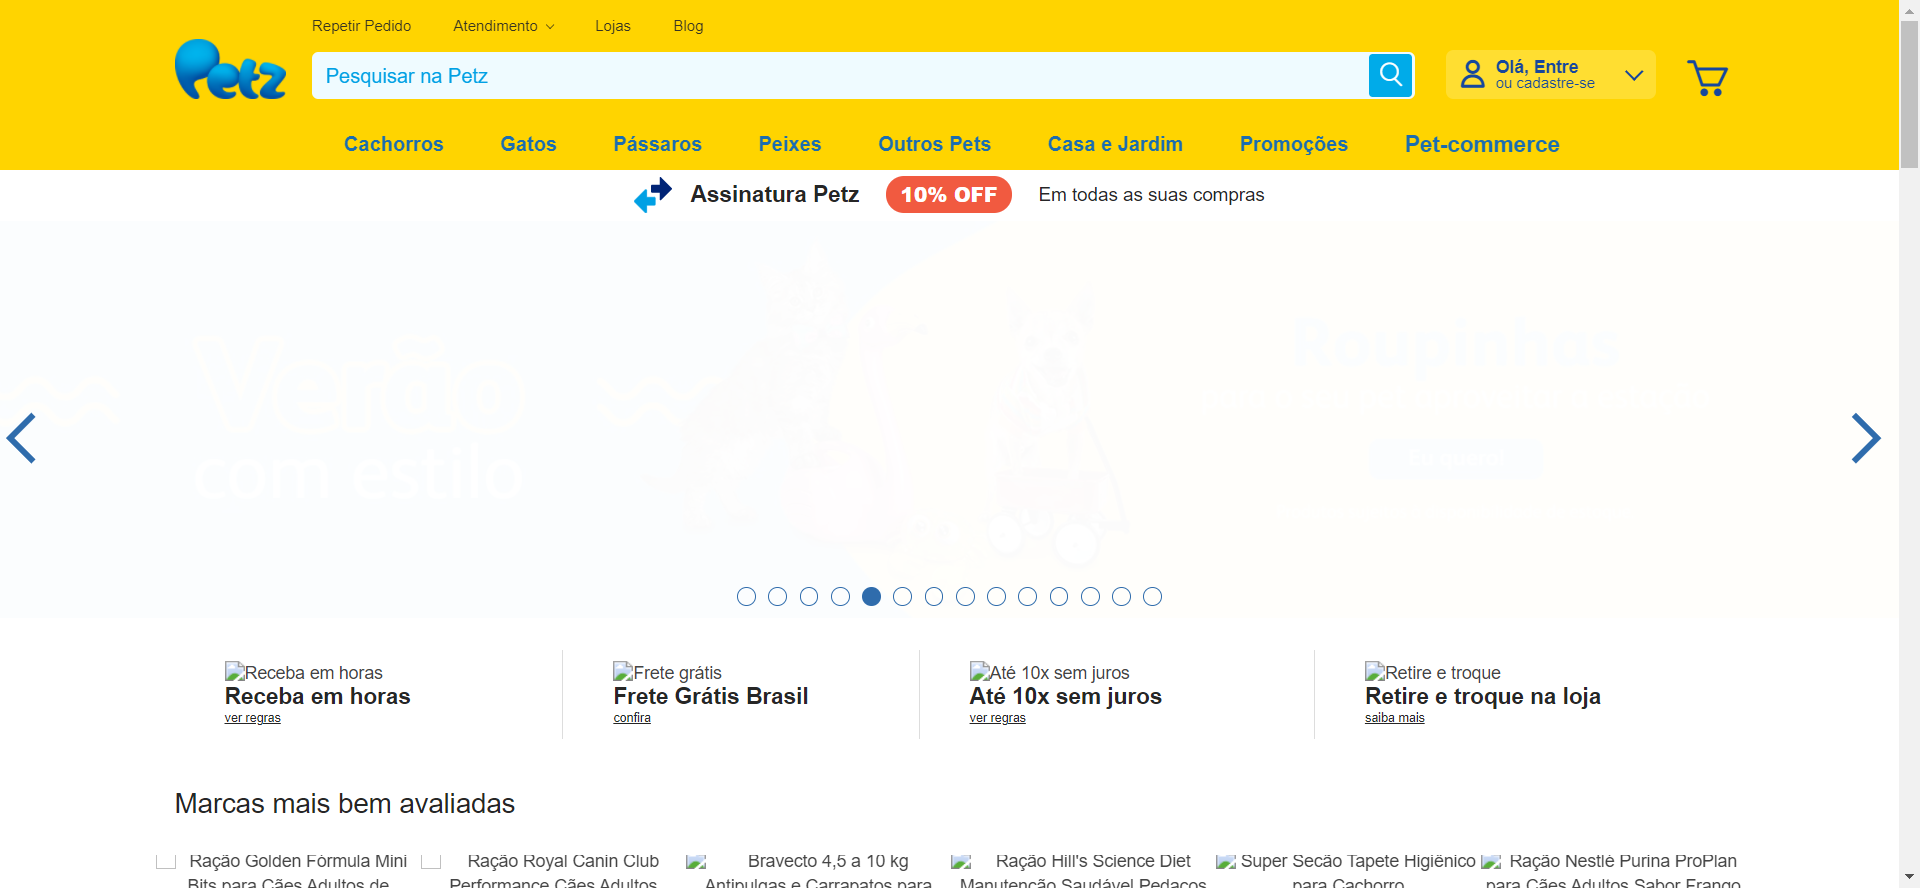 Repetir Pedido
Atendimento
Lojas
Blog
Petz
Pesquisar na Petz
Olá, Entre
ou cadastre-se
Cachorros
Gatos
Pássaros
Peixes
Outros Pets
Casa e Jardim
Promoções
Pet-commerce
Assinatura Petz
10% OFF
Em todas as suas compras
Verão
com estilo
Roupinhas
Receba em horas
Receba em horas
ver regras
Frete grátis
Frete Grátis Brasil
confira
Até 10x sem juros
Até 10x sem juros
ver regras
Retire e troque
Retire e troque na loja
saiba mais
Marcas mais bem avaliadas
Ração Golden Fórmula Mini
Bits para Cães Adultos de
Ração Royal Canin Club
Performance Cães Adultos
Bravecto 4,5 a 10 kg
Antipulgas e Carrapatos para
Ração Hill's Science Diet
Manutenção Saudável Pedaços
Super Secão Tapete Higiênico
para Cachorro
Ração Nestlé Purina ProPlan
para Cães Adultos Sabor Frango